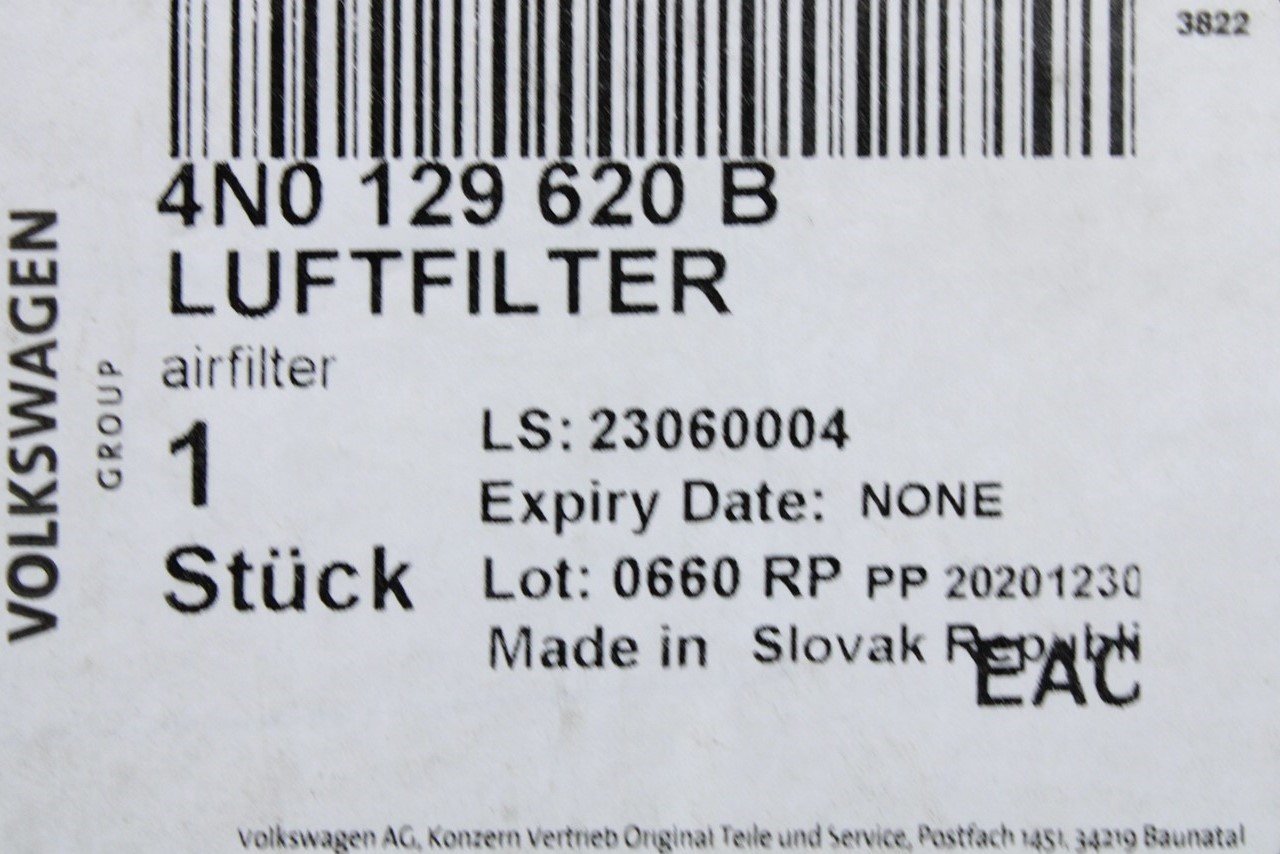 3822
4N0 129 620 B
LUFTFILTER
airfilter
1
Stück
LS: 23060004
Expiry Date: NONE
Lot: 0660 RP PP 20201230
Made in Slovak Republi
EAC
VOLKSWAGEN
GROUP
Volkswagen AG, Konzern Vertrieb Original Teile und Service, Postfach 1451, 34219 Baunatal